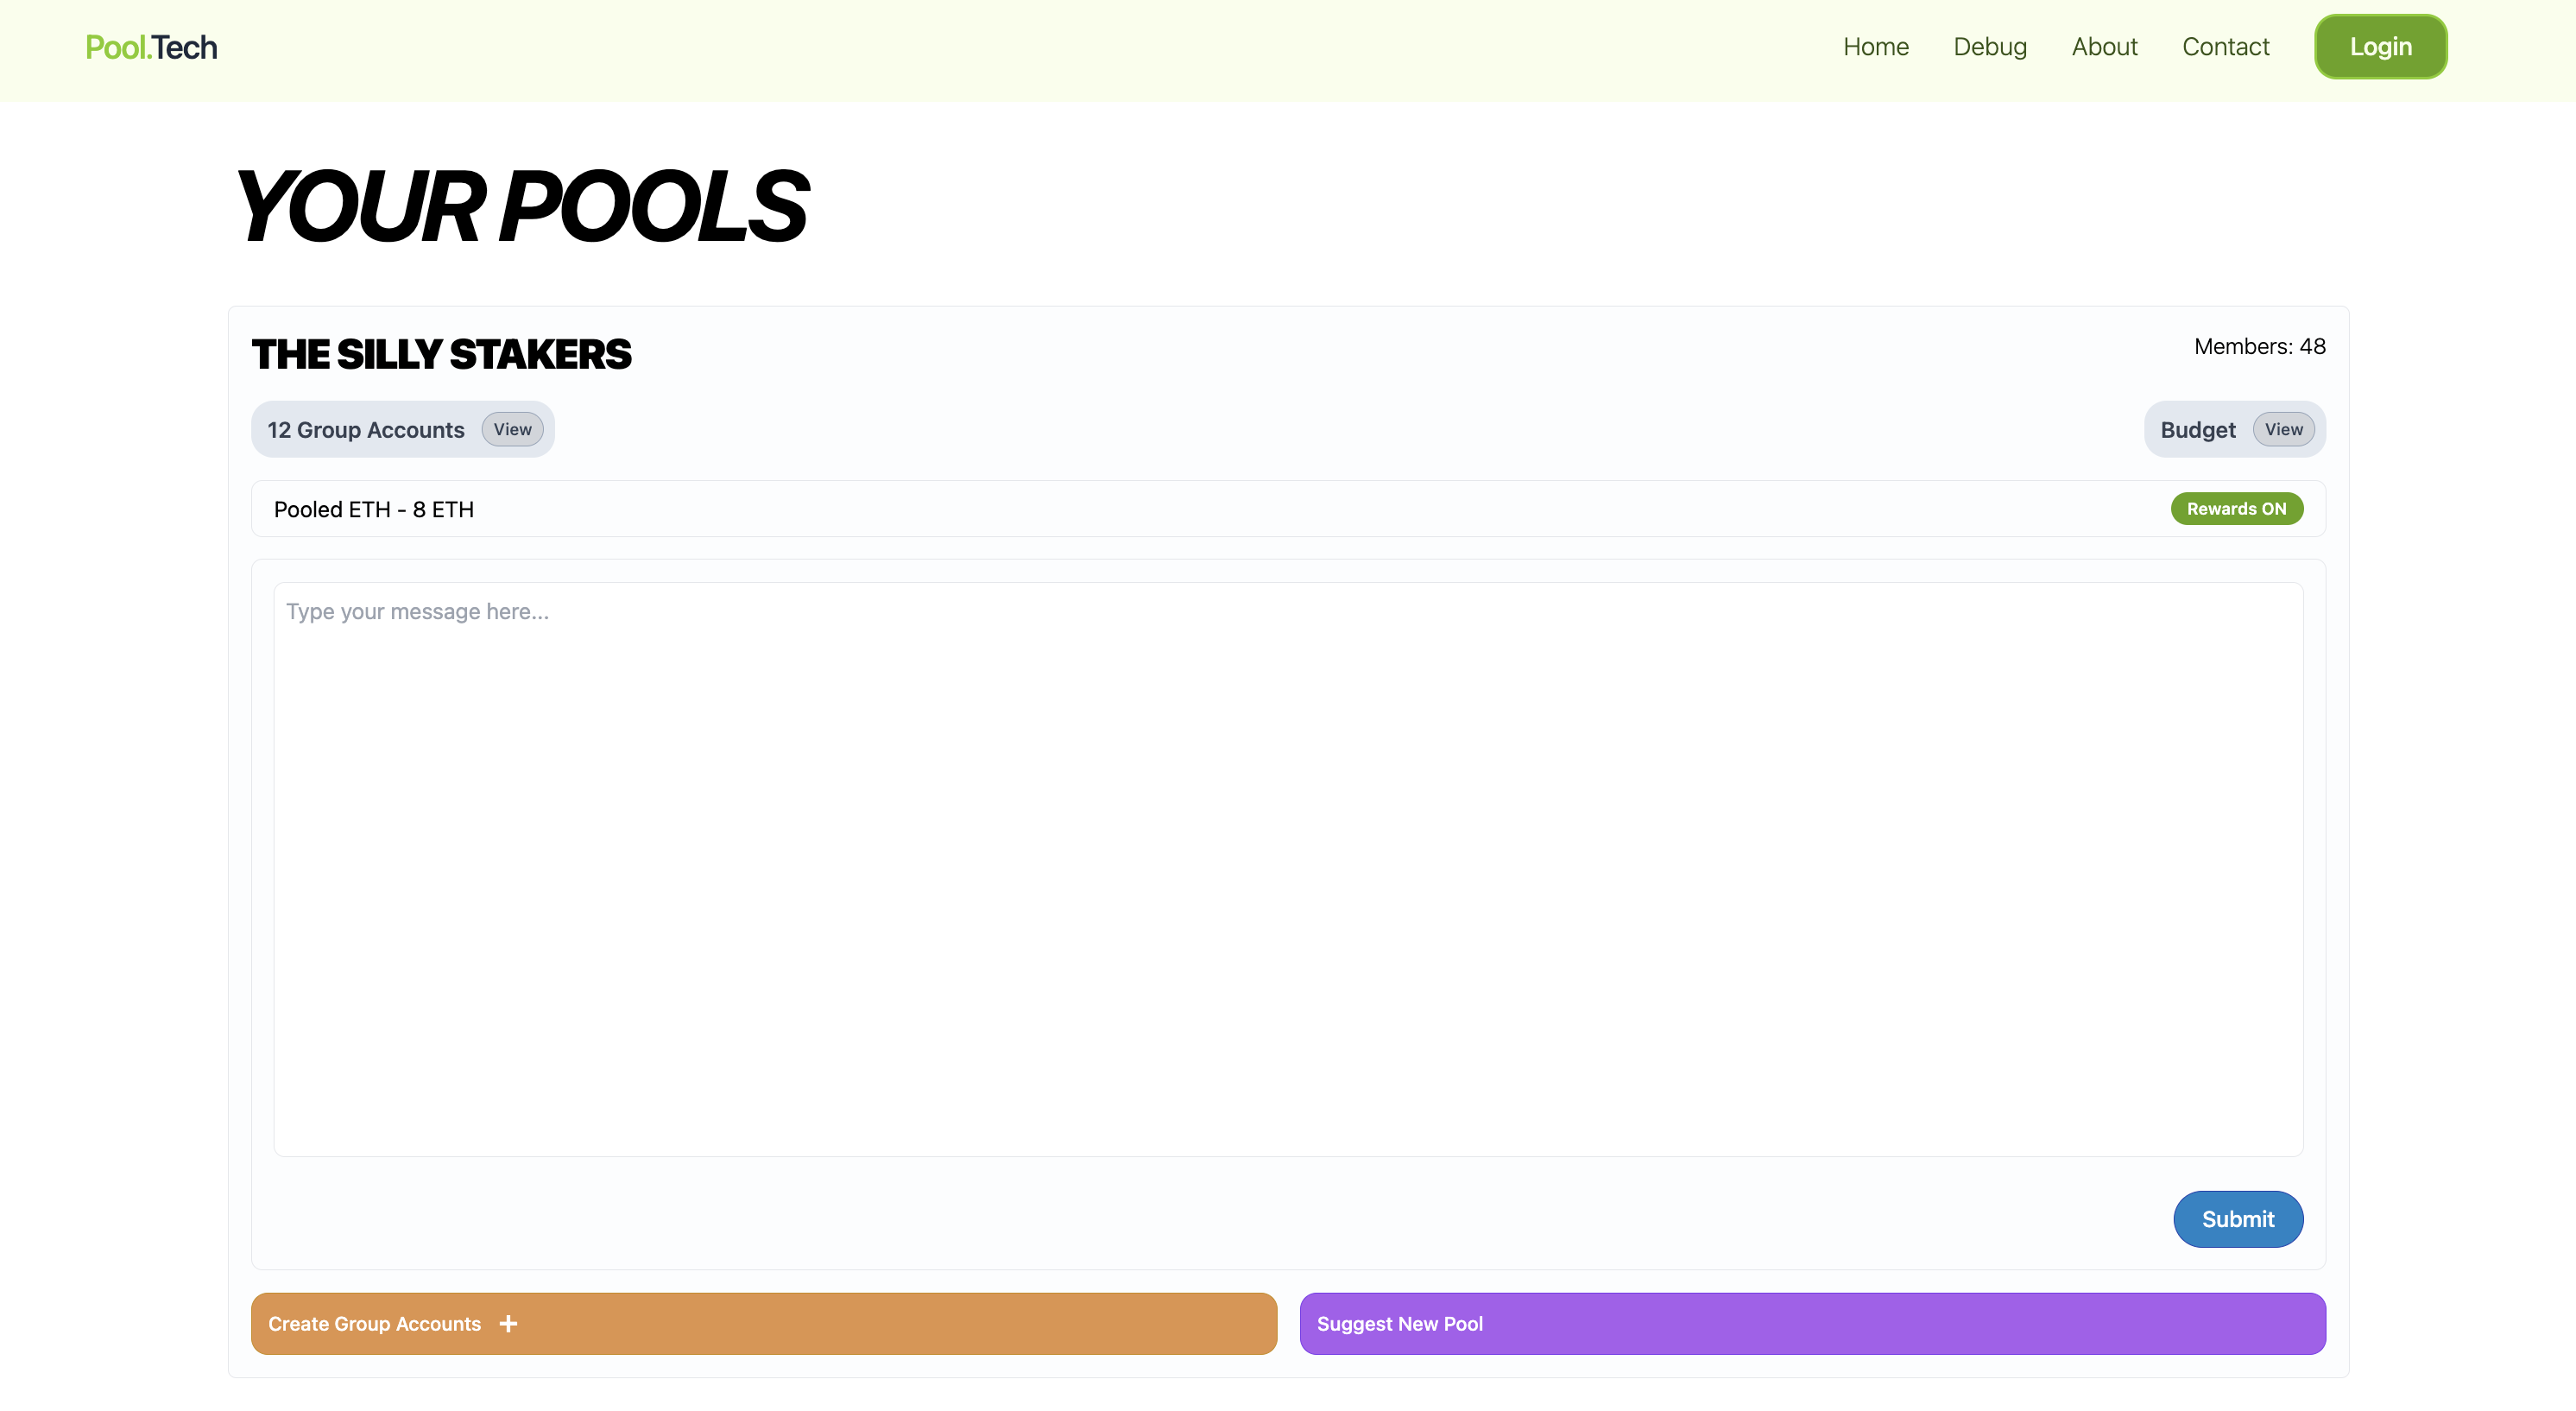 Pool.Tech
Home Debug About Contact Login
YOUR POOLS
THE SILLY STAKERS
Members: 48
12 Group Accounts View
Budget View
Pooled ETH - 8 ETH
Rewards ON
Type your message here...
Submit
Create Group Accounts +
Suggest New Pool